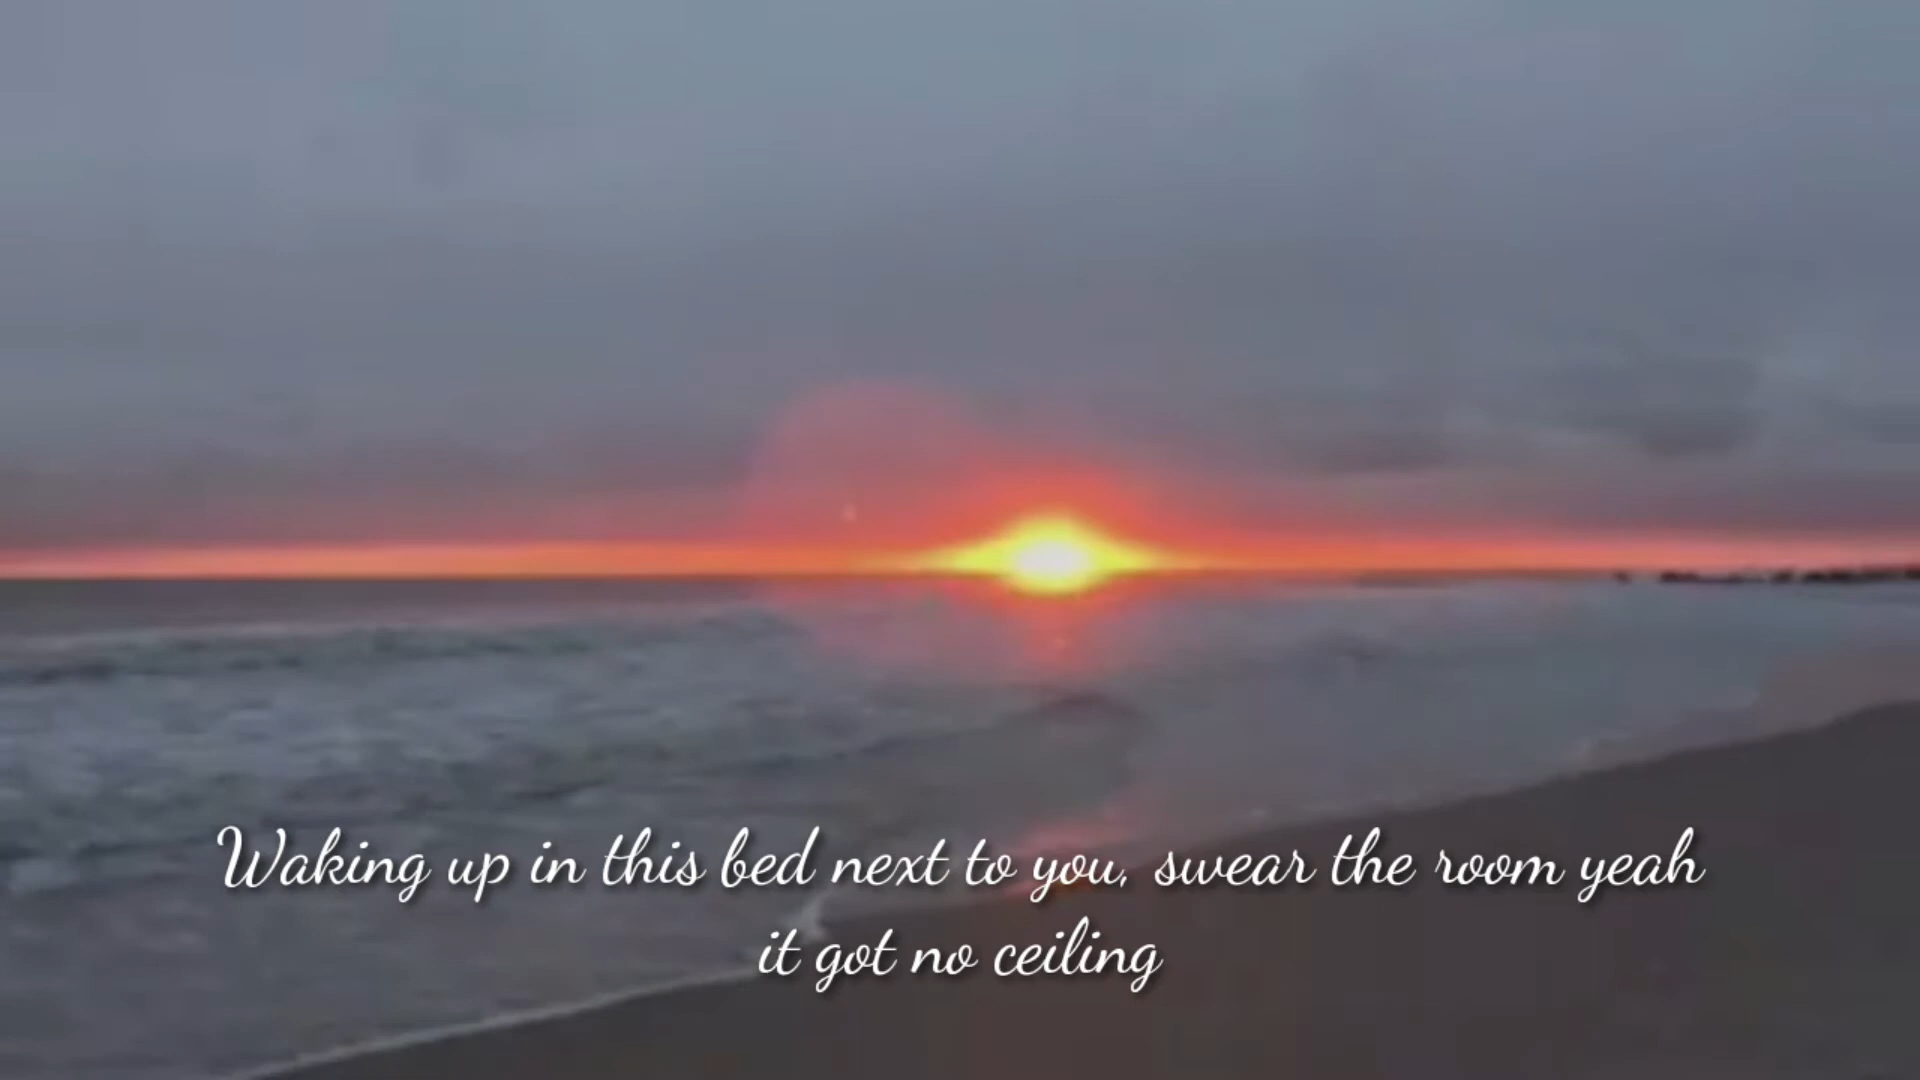 Waking up in this bed next to you, swear the room yeah
it got no ceiling